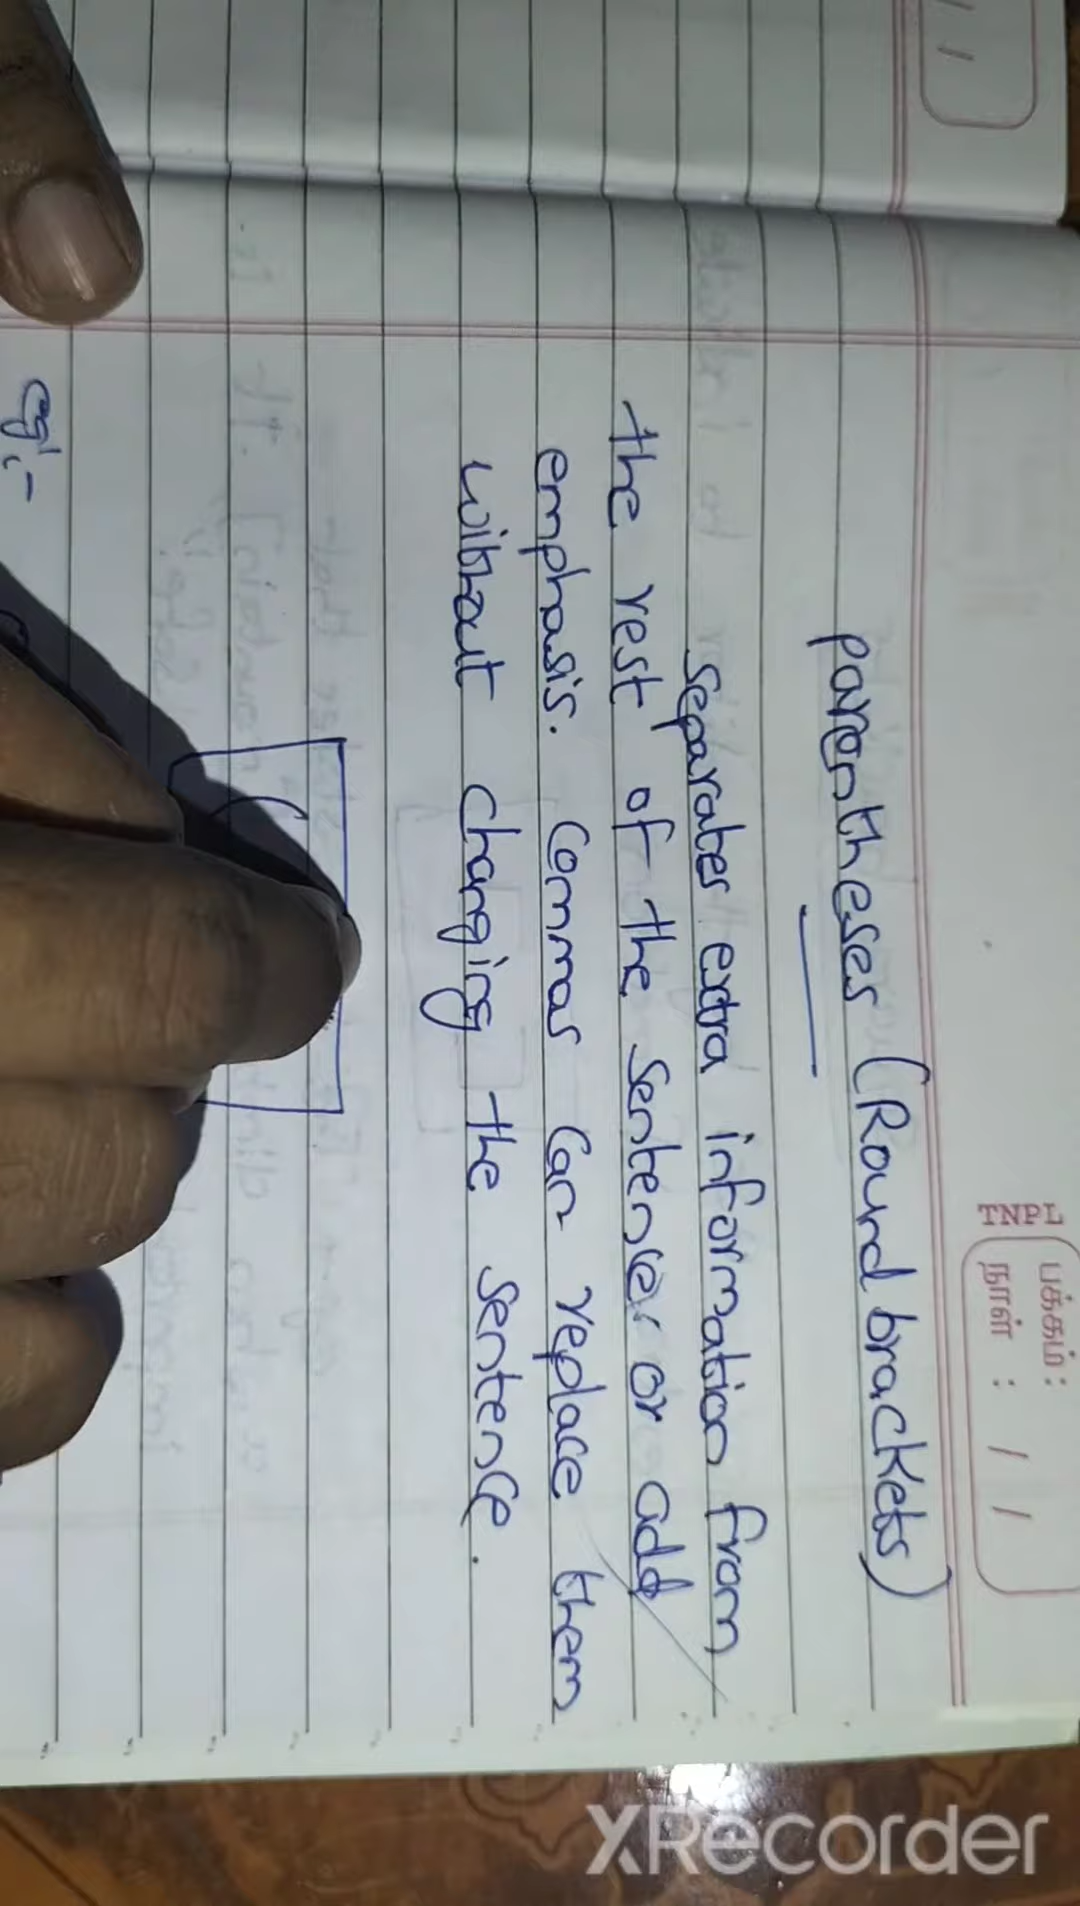 TNPL
பக்கம் :
நாள் : / /
parentheses (Round brackets)
separates extra information from
the rest of the sentence or add
emphasis. Commas can replace them
without changing the sentence.
(
eg:-
XRecorder